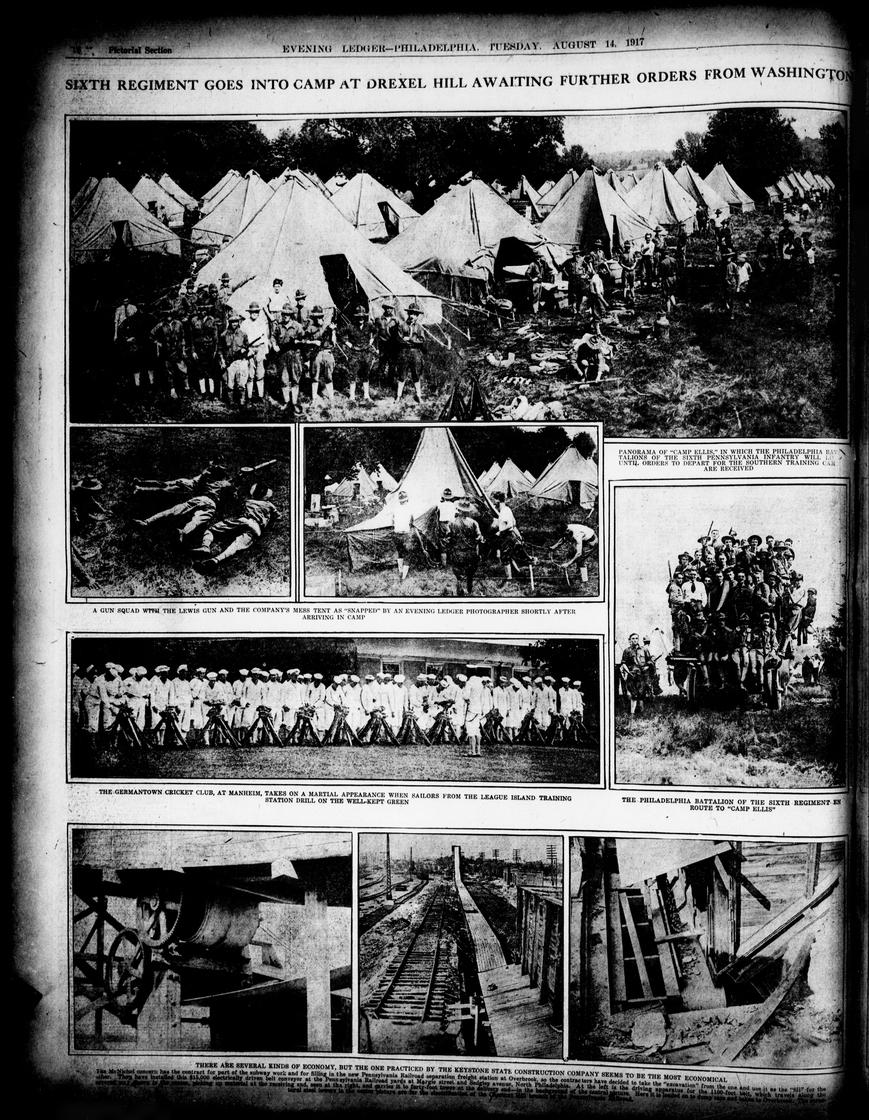 Pictorial Section
EVENING LEDGER—PHILADELPHIA, TUESDAY, AUGUST 14, 1917
SIXTH REGIMENT GOES INTO CAMP AT DREXEL HILL AWAITING FURTHER ORDERS FROM WASHINGTON
PANORAMA OF "CAMP ELLIS," IN WHICH THE PHILADELPHIA
TALIONS OF THE SIXTH PENNSYLVANIA INFANTRY WILL
UNTIL ORDERS TO DEPART FOR THE SOUTHERN TRAINING
ARE RECEIVED
A GUN SQUAD WITH THE LEWIS GUN AND THE COMPANY'S MESS TENT AS "SNAPPED" BY AN EVENING LEDGER PHOTOGRAPHER SHORTLY AFTER
ARRIVING IN CAMP
THE GERMANTOWN CRICKET CLUB, AT MANHEIM, TAKES ON A MARTIAL APPEARANCE WHEN SAILORS FROM THE LEAGUE ISLAND TRAINING
STATION DRILL ON THE WELL-KEPT GREEN
THE PHILADELPHIA BATTALION OF THE SIXTH REGIMENT EN
ROUTE TO "CAMP ELLIS"
THERE ARE SEVERAL KINDS OF ECONOMY, BUT THE ONE PRACTICED BY THE KEYSTONE STATE CONSTRUCTION COMPANY SEEMS TO BE THE MOST ECONOMICAL
The McNichol concern has the contract for part of the subway work and for filling in the new Pennsylvania Railroad separation freight station at Overbrook, so the contractors have decided to take the "excavation" from the one and use it as the "fill" for the
other. They have installed this $15,000 electrically driven belt conveyor at the Pennsylvania Railroad yards at Margie street and Sedgley avenue, North Philadelphia. At the left is the driving apparatus for the 1100-foot belt, which travels along the